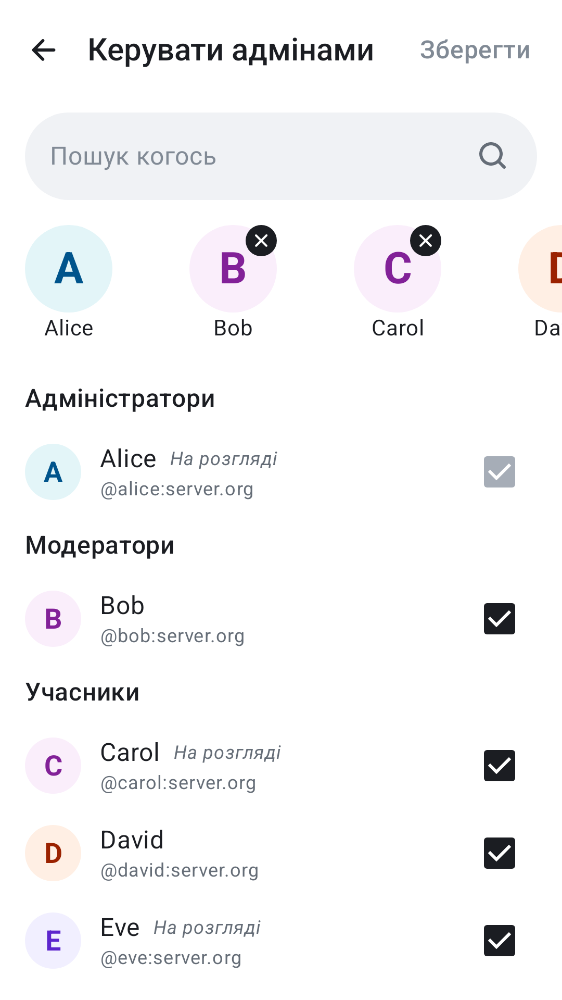 Керувати адмінами Зберегти
Пошук когось
A B C D
Alice Bob Carol Da
Адміністратори
A Alice На розгляді
@alice:server.org
Модератори
B Bob
@bob:server.org
Учасники
C Carol На розгляді
@carol:server.org
D David
@david:server.org
E Eve На розгляді
@eve:server.org